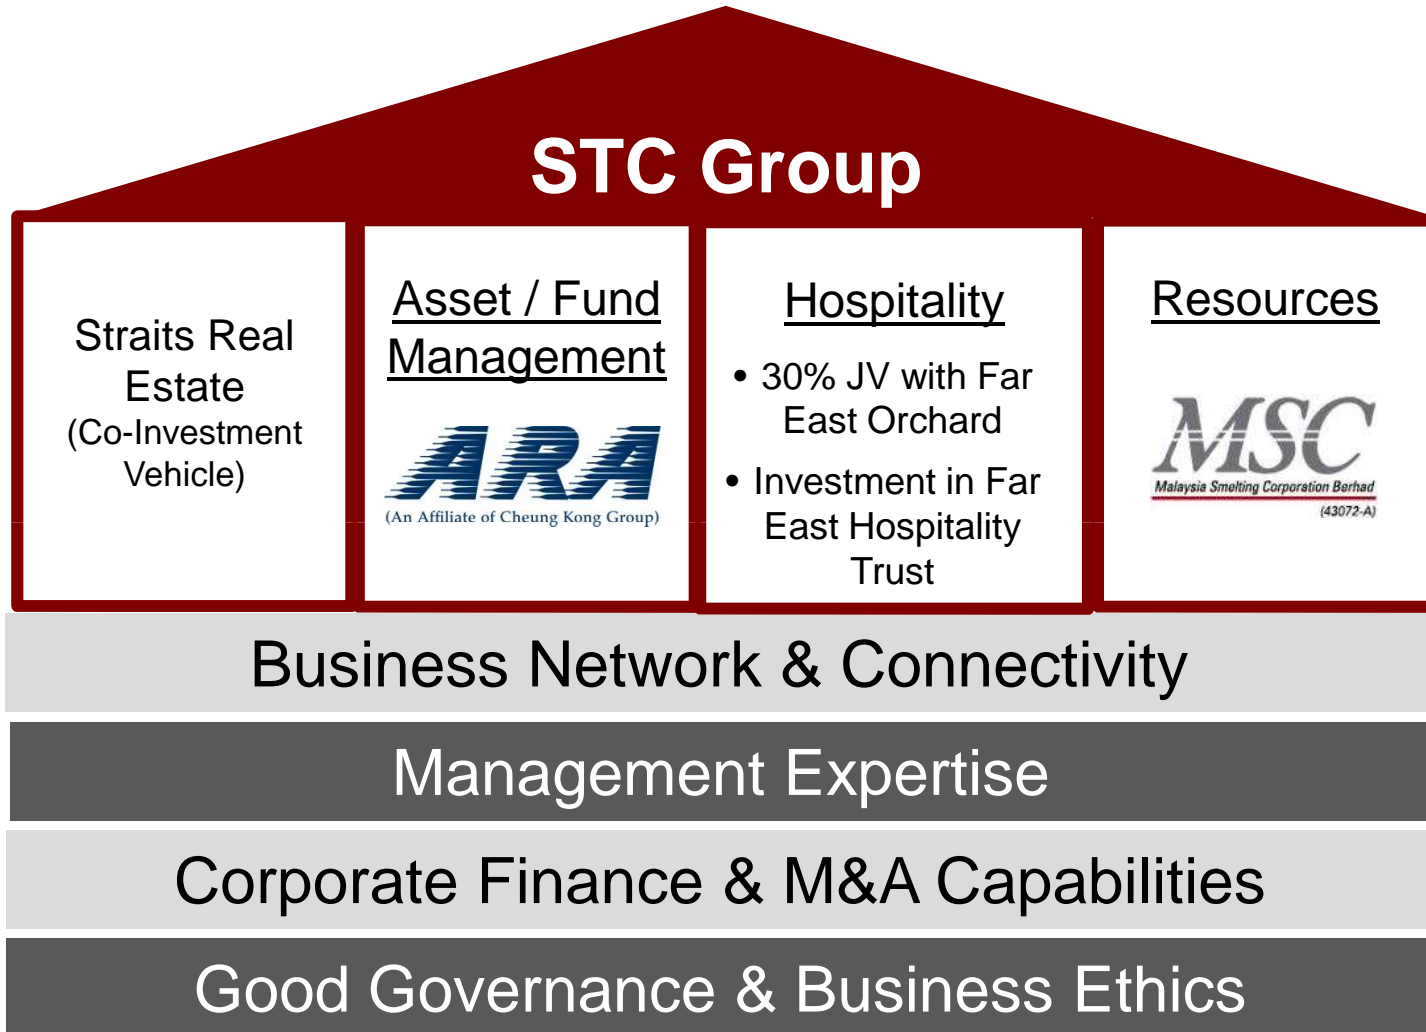 STC Group
Straits Real
Estate
(Co-Investment
Vehicle)
Asset / Fund
Management
ARA
(An Affiliate of Cheung Kong Group)
Hospitality
• 30% JV with Far
East Orchard
• Investment in Far
East Hospitality
Trust
Resources
MSC
Malaysia Smelting Corporation Berhad
(43072-A)
Business Network & Connectivity
Management Expertise
Corporate Finance & M&A Capabilities
Good Governance & Business Ethics